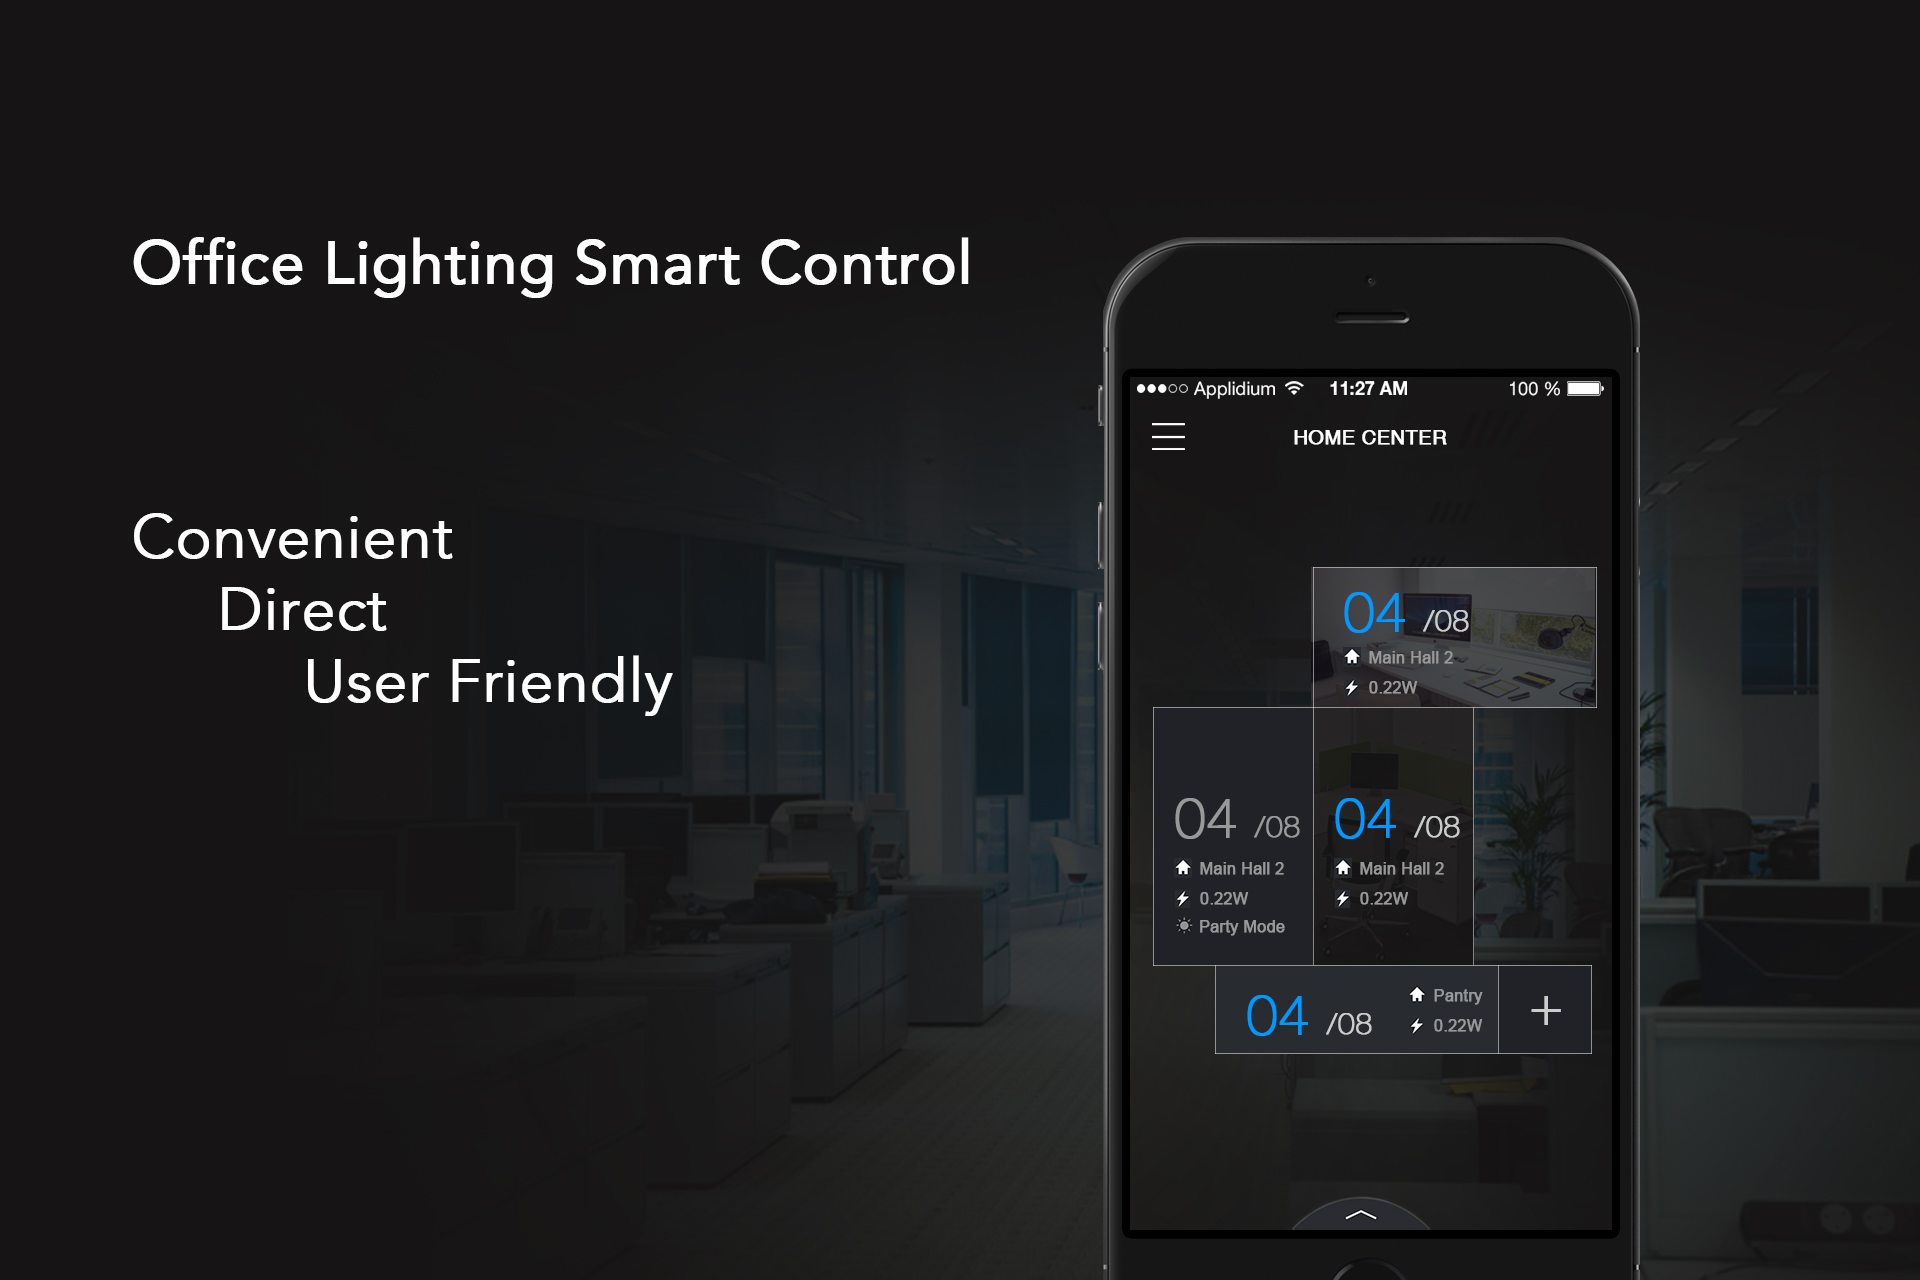 Office Lighting Smart Control
Convenient
Direct
User Friendly
Applidium 11:27 AM 100 %
HOME CENTER
04 /08
Main Hall 2
0.22W
04 /08
Main Hall 2
0.22W
Party Mode
04 /08
Main Hall 2
0.22W
04 /08
Pantry
0.22W
+